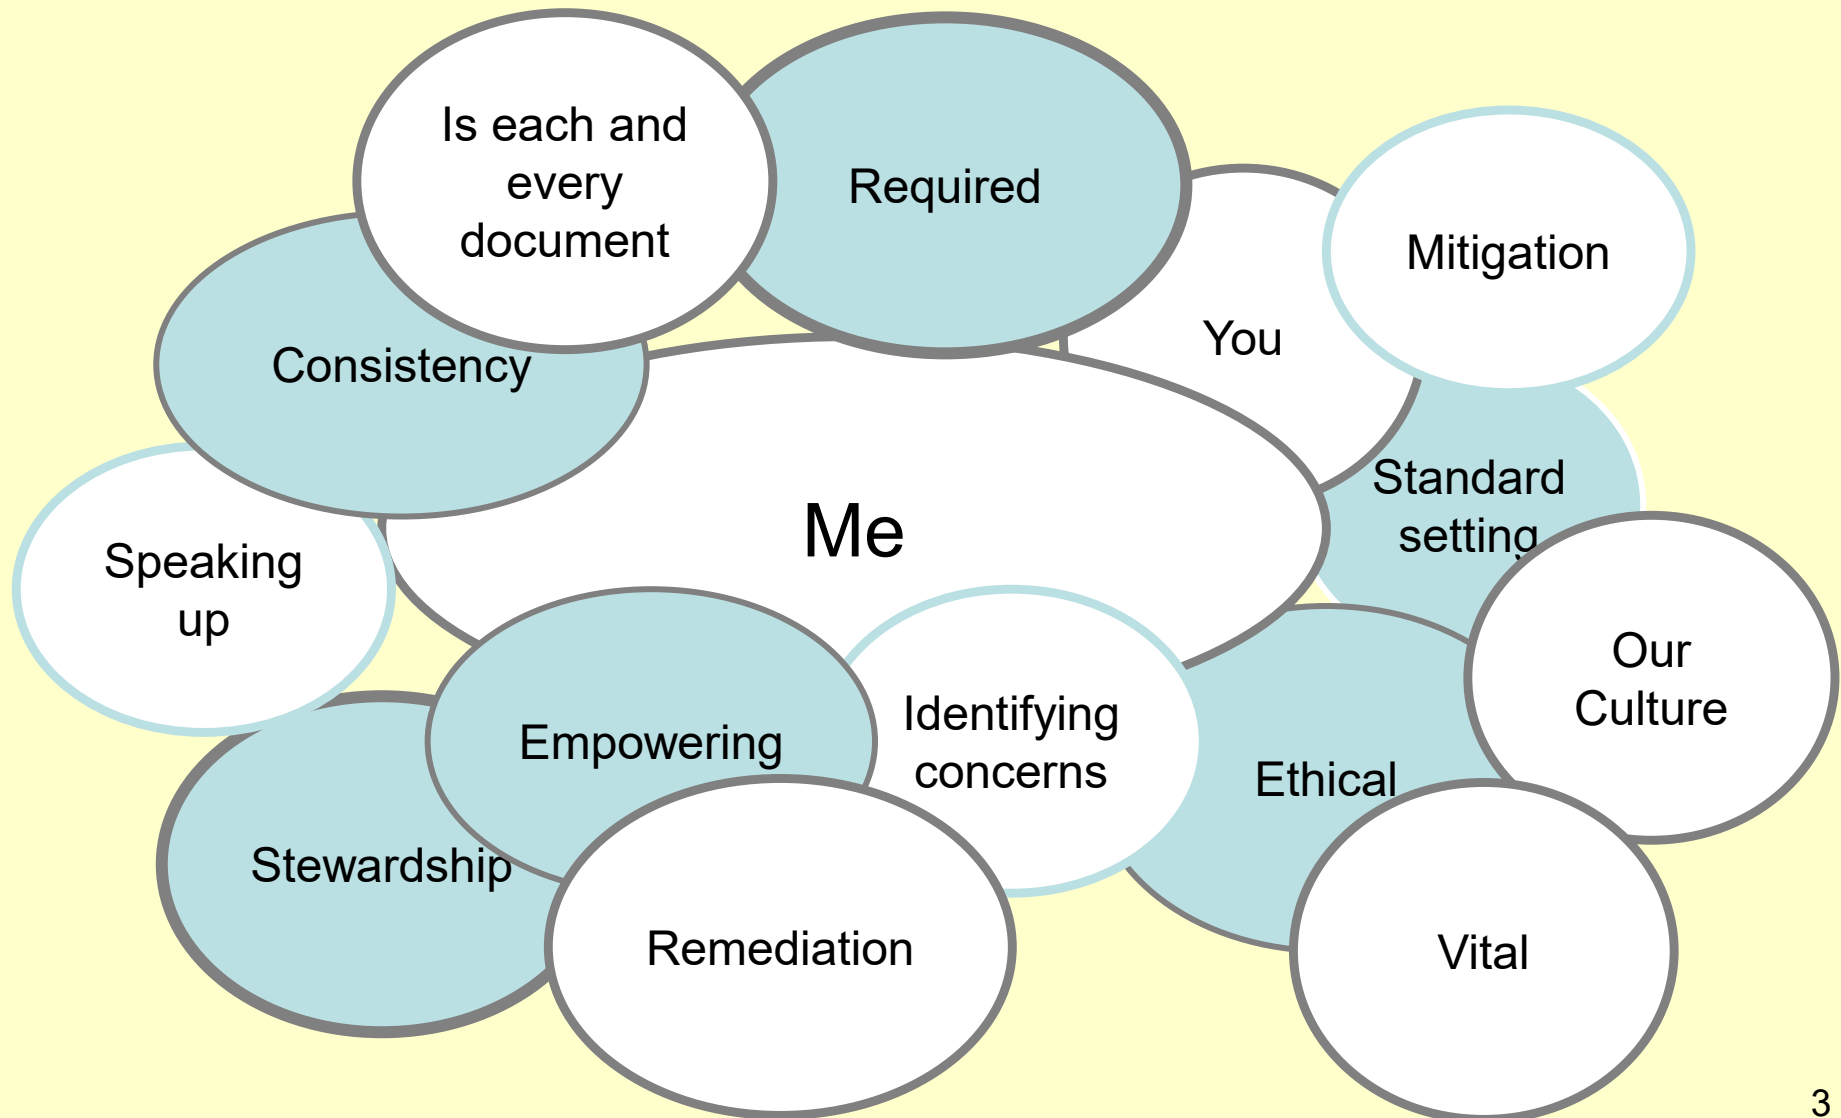 Is each and
every
document
Required
Mitigation
You
Consistency
Standard
setting
Me
Speaking
up
Our
Culture
Identifying
concerns
Empowering
Ethical
Stewardship
Remediation
Vital
3